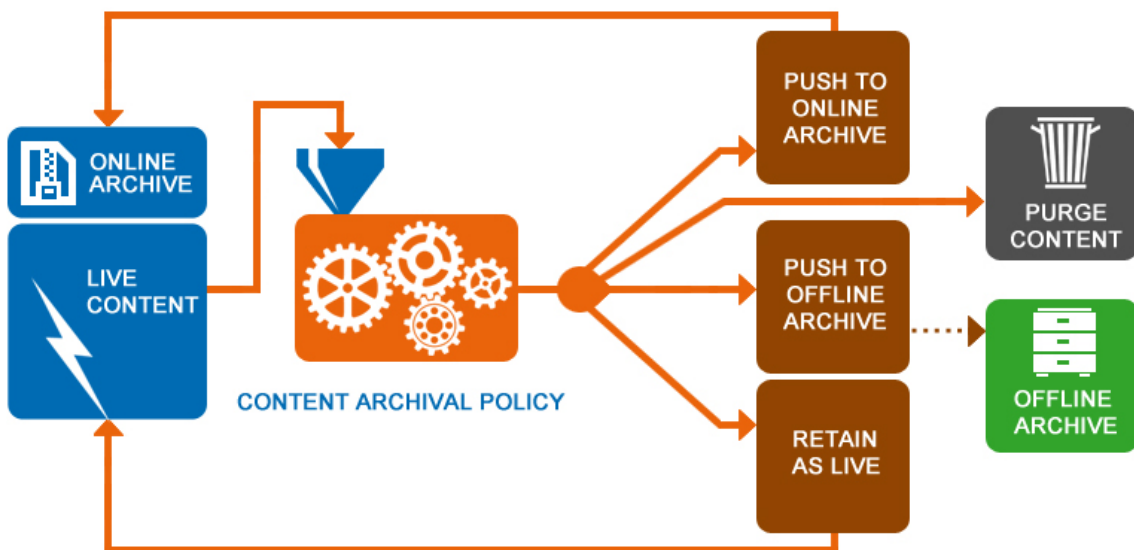 ONLINE
ARCHIVE
LIVE
CONTENT
CONTENT ARCHIVAL POLICY
PUSH TO
ONLINE
ARCHIVE
PUSH TO
OFFLINE
ARCHIVE
RETAIN
AS LIVE
PURGE
CONTENT
OFFLINE
ARCHIVE